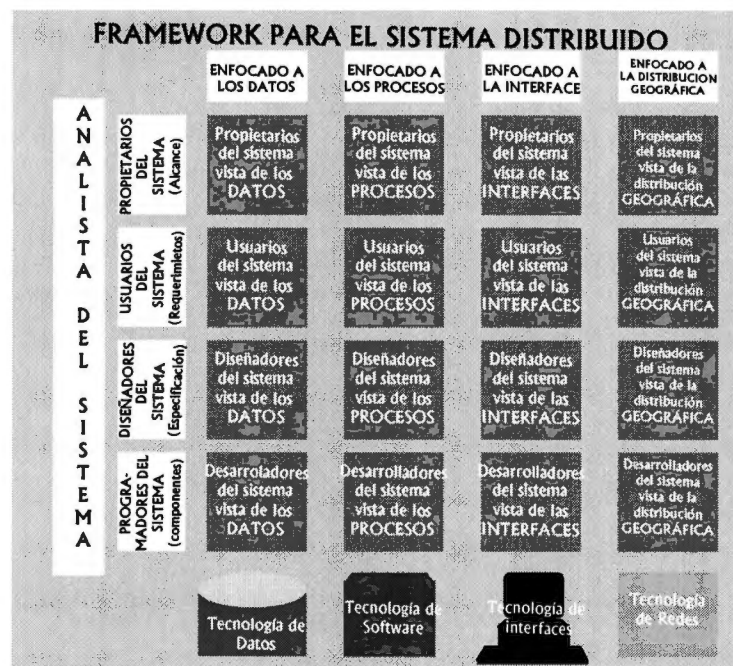 FRAMEWORK PARA EL SISTEMA DISTRIBUIDO
ENFOCADO A
LOS DATOS
ENFOCADO A
LOS PROCESOS
ENFOCADO A
LA INTERFACE
ENFOCADO A
LA DISTRIBUCION
GEOGRÁFICA
ANALISTA DEL SISTEMA
PROPIETARIOS
DEL
SISTEMA
(Alcance)
Propietarios
del sistema
vista de los
DATOS
Propietarios
del sistema
vista de los
PROCESOS
Propietarios
del sistema
vista de las
INTERFACES
Propietarios
del sistema
vista de la
distribución
GEOGRÁFICA
USUARIOS
DEL
SISTEMA
(Requerimietos)
Usuarios
del sistema
vista de los
DATOS
Usuarios
del sistema
vista de los
PROCESOS
Usuarios
del sistema
vista de las
INTERFACES
Usuarios
del sistema
vista de la
distribución
GEOGRÁFICA
DISEÑADORES
DEL
SISTEMA
(Especificación)
Diseñadores
del sistema
vista de los
DATOS
Diseñadores
del sistema
vista de los
PROCESOS
Diseñadores
del sistema
vista de las
INTERFACES
Diseñadores
del sistema
vista de la
distribución
GEOGRÁFICA
PROGRA-
MADORES DEL
SISTEMA
(componentes)
Desarroladores
del sistema
vista de los
DATOS
Desarrolladores
del sistema
vista de los
PROCESOS
Desarrolladores
del sistema
vista de las
INTERFACES
Desarrolladores
del sistema
vista de la
distribución
GEOGRÁFICA
Tecnología de
Datos
Tecnología de
Software
Tecnología de
interfaces
Tecnología
de Redes